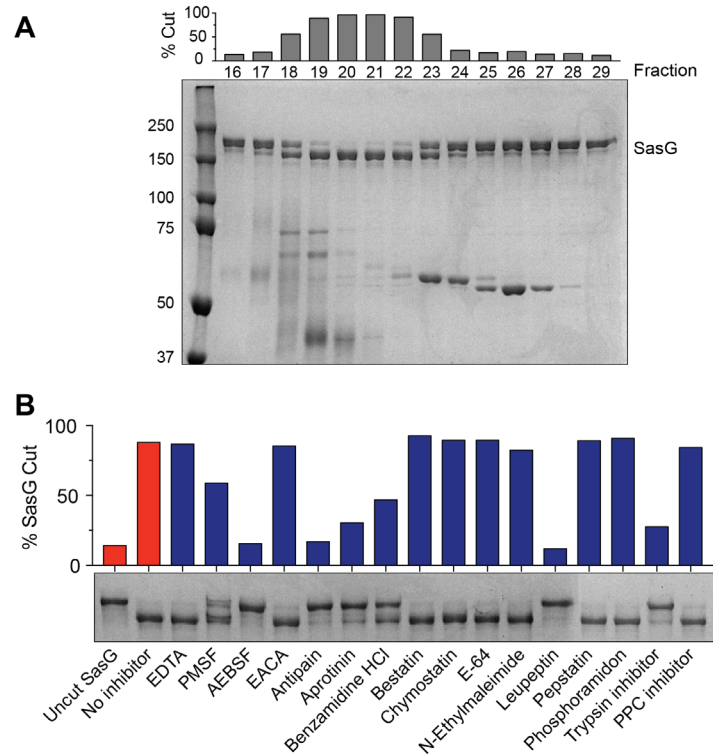 A
% Cut
100
50
0
16 17 18 19 20 21 22 23 24 25 26 27 28 29
Fraction
250
150
100
75
50
37
SasG
B
% SasG Cut
100
50
0
Uncut SasG
No inhibitor
EDTA
PMSF
AEBSF
EACA
Antipain
Aprotinin
Benzamidine HCl
Bestatin
Chymostatin
E-64
N-Ethylmaleimide
Leupeptin
Pepstatin
Phosphoramidon
Trypsin inhibitor
PPC inhibitor